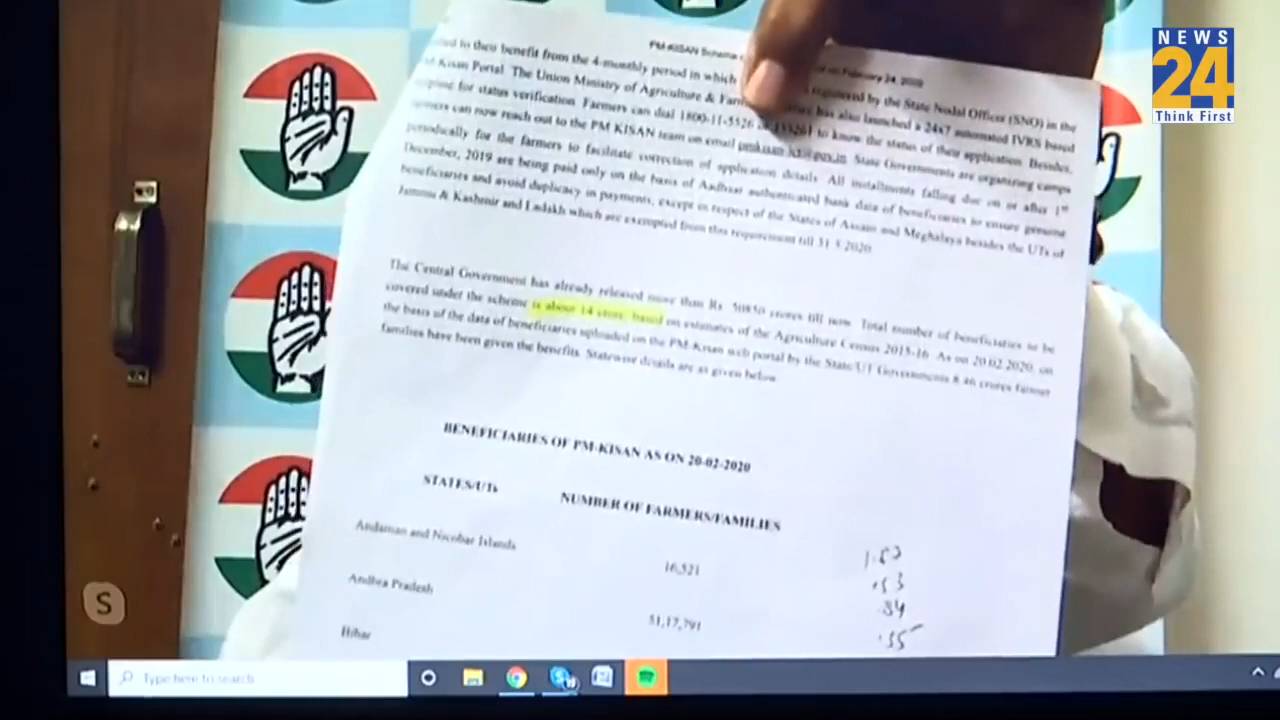 NEWS
24
Think First
PM-KISAN Scheme on February 24, 2020
to their benefit from the 4-monthly period in which registered by the State Nodal Officer (SNO) in the
Kisan Portal. The Union Ministry of Agriculture & has also launched a 24x7 automated IVRS based
for status verification. Farmers can dial 1800-11-5526 to know the status of their application. Besides,
farmers can now reach out to the PM KISAN team on email State Governments are organizing camps
periodically for the farmers to facilitate correction of application details. All installments falling due on or after 1st
December, 2019 are being paid only on the basis of Aadhaar authenticated bank data of beneficiaries to ensure genuine
beneficiaries and avoid duplicacy in payments, except in respect of the States of Assam and Meghalaya besides the UTs of
Jammu & Kashmir and Ladakh which are exempted from this requirement till 31.5.2020.
The Central Government has already released more than Rs. 50850 crores till now. Total number of beneficiaries to be
covered under the scheme is about 14 crore, based on estimates of the Agriculture Census 2015-16. As on 20.02.2020, on
the basis of the data of beneficiaries uploaded on the PM-Kisan web portal by the State/UT Governments 8.46 crores farmer
families have been given the benefits. Statewise details are as given below
BENEFICIARIES OF PM-KISAN AS ON 20-02-2020
STATES/UTs NUMBER OF FARMERS/FAMILIES
Andaman and Nicobar Islands 16,521
Andhra Pradesh 51,17,791
Bihar
.53
.34
.55
S
Type here to search